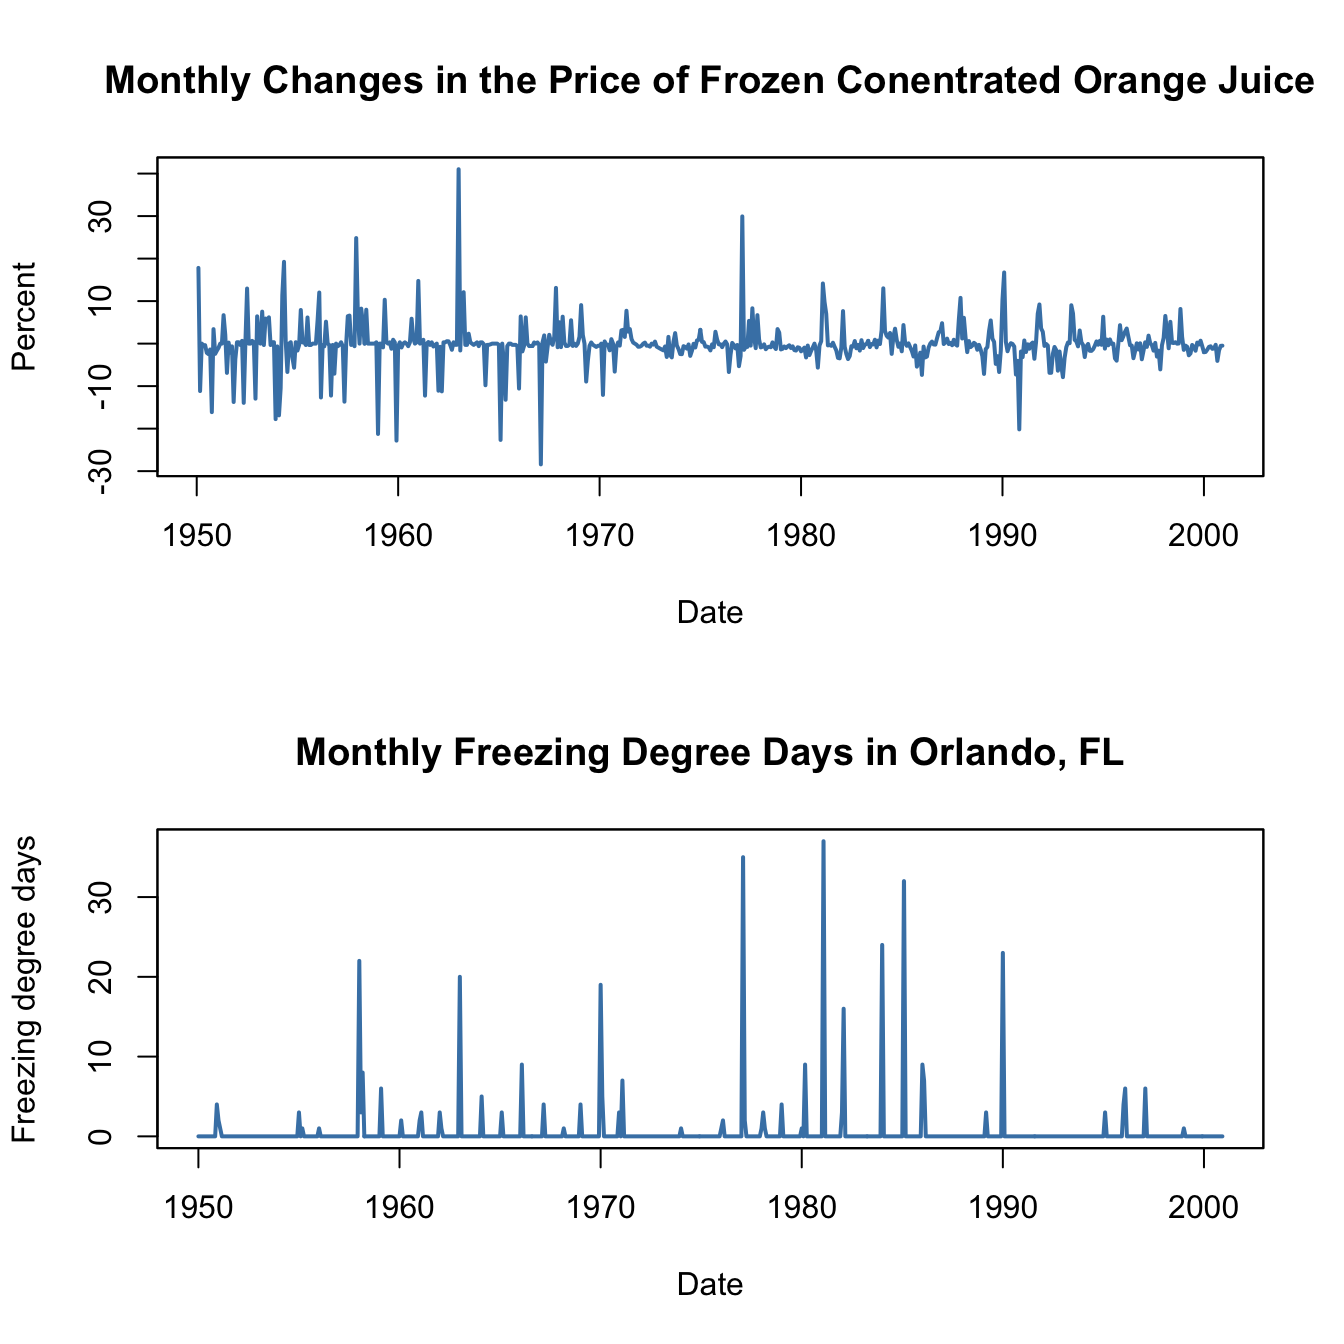 Monthly Changes in the Price of Frozen Conentrated Orange Juice
Percent
30
10
-10
-30
1950 1960 1970 1980 1990 2000
Date
Monthly Freezing Degree Days in Orlando, FL
Freezing degree days
30
20
10
0
1950 1960 1970 1980 1990 2000
Date